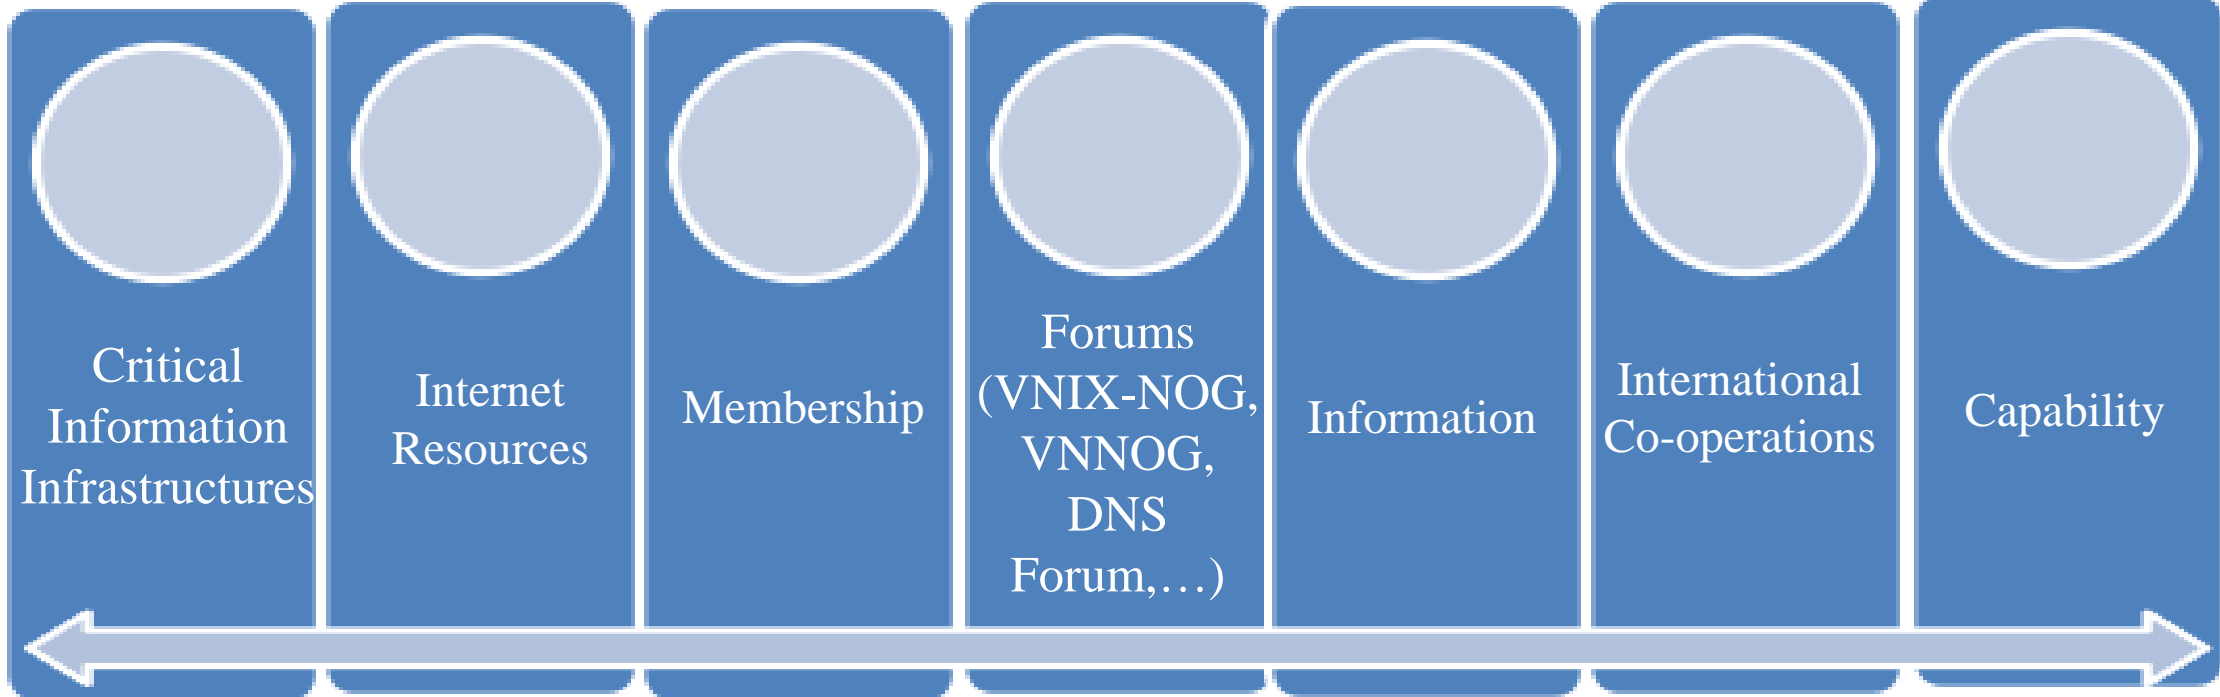 Critical
Information
Infrastructures
Internet
Resources
Membership
Forums
(VNIX-NOG,
VNNOG,
DNS
Forum,…)
Information
International
Co-operations
Capability